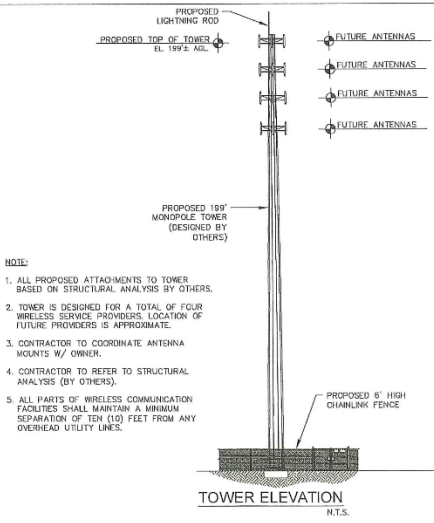 PROPOSED
LIGHTNING ROD
PROPOSED TOP OF TOWER
EL. 199'± AGL.
FUTURE ANTENNAS
FUTURE ANTENNAS
FUTURE ANTENNAS
FUTURE ANTENNAS
PROPOSED 199'
MONOPOLE TOWER
(DESIGNED BY
OTHERS)
NOTE:
1. ALL PROPOSED ATTACHMENTS TO TOWER
BASED ON STRUCTURAL ANALYSIS BY OTHERS.
2. TOWER IS DESIGNED FOR A TOTAL OF FOUR
WIRELESS SERVICE PROVIDERS. LOCATION OF
FUTURE PROVIDERS IS APPROXIMATE.
3. CONTRACTOR TO COORDINATE ANTENNA
MOUNTS W/ OWNER.
4. CONTRACTOR TO REFER TO STRUCTURAL
ANALYSIS (BY OTHERS).
5. ALL PARTS OF WIRELESS COMMUNICATION
FACILITIES SHALL MAINTAIN A MINIMUM
SEPARATION OF TEN (10) FEET FROM ANY
OVERHEAD UTILITY LINES.
PROPOSED 6' HIGH
CHAINLINK FENCE
TOWER ELEVATION
N.T.S.